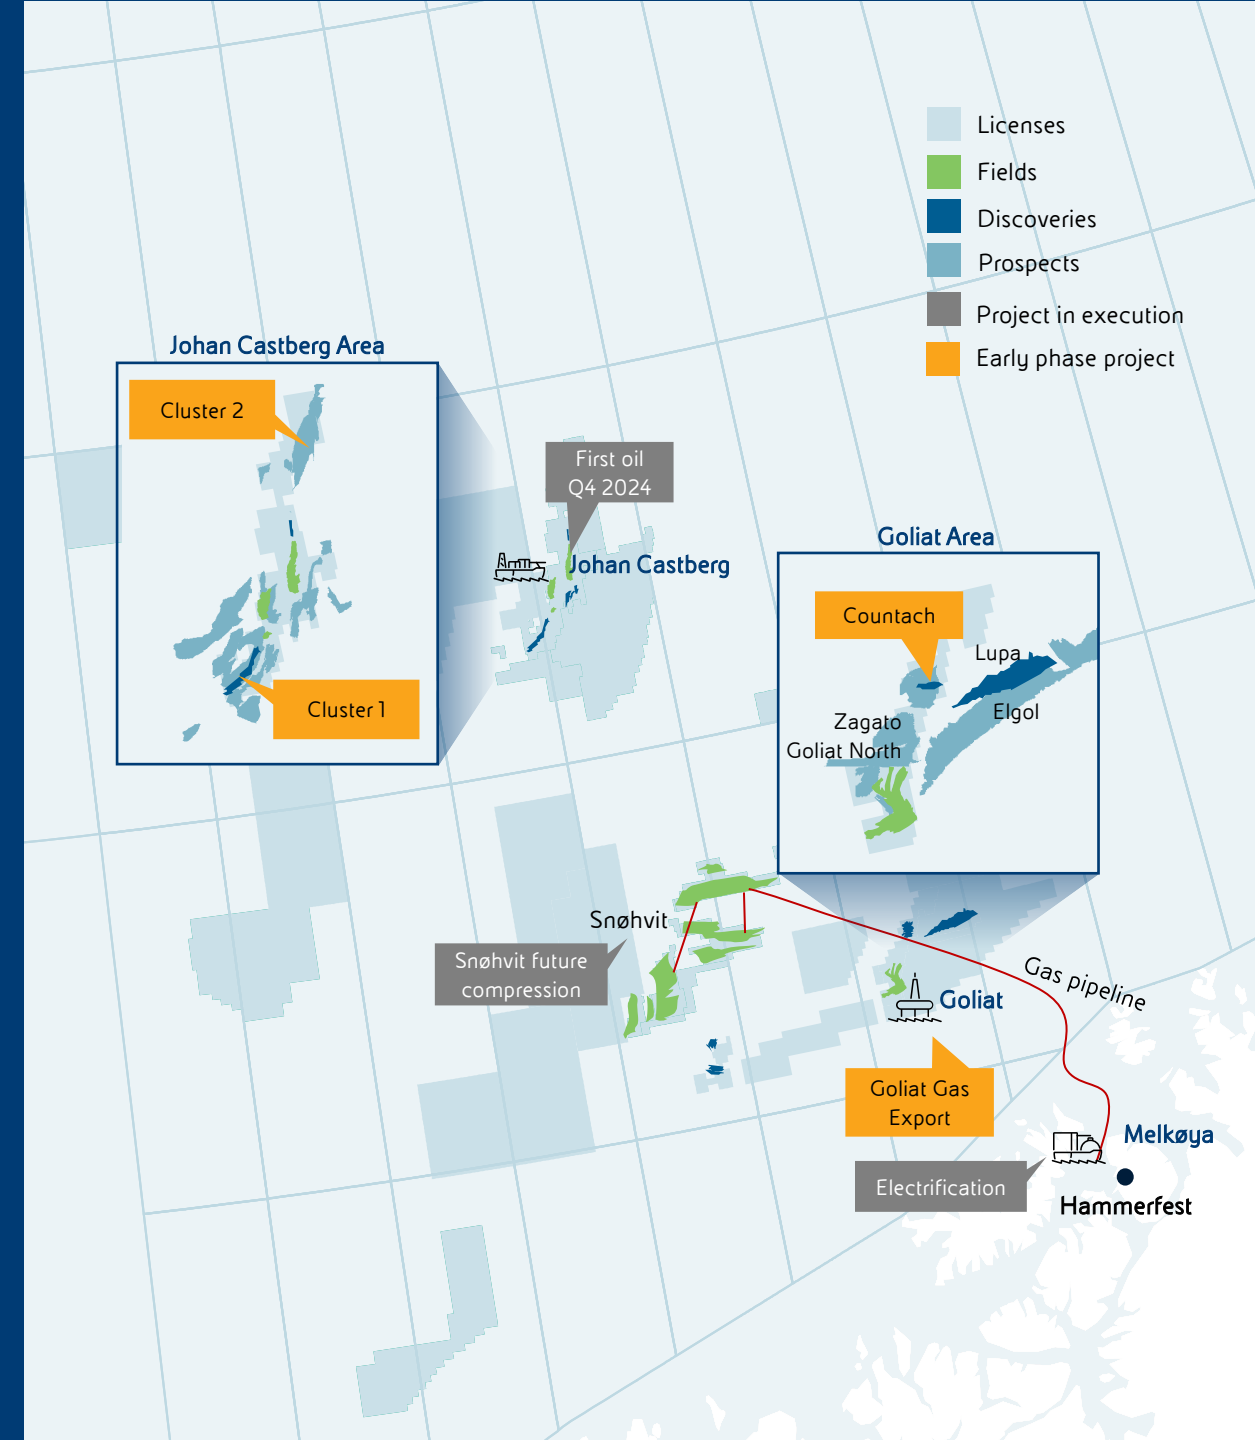 Licenses
Fields
Discoveries
Prospects
Project in execution
Early phase project
Johan Castberg Area
Cluster 2
Cluster 1
First oil
Q4 2024
Johan Castberg
Goliat Area
Countach
Lupa
Elgol
Zagato
Goliat North
Snøhvit
Snøhvit future
compression
Gas pipeline
Goliat
Goliat Gas
Export
Melkøya
Electrification
Hammerfest